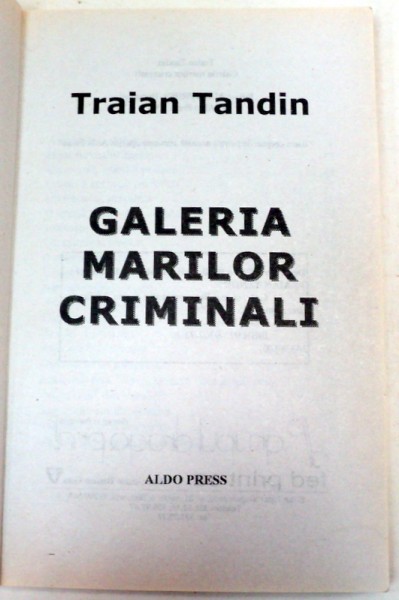 Traian Tandin
GALERIA
MARILOR
CRIMINALI
ALDO PRESS